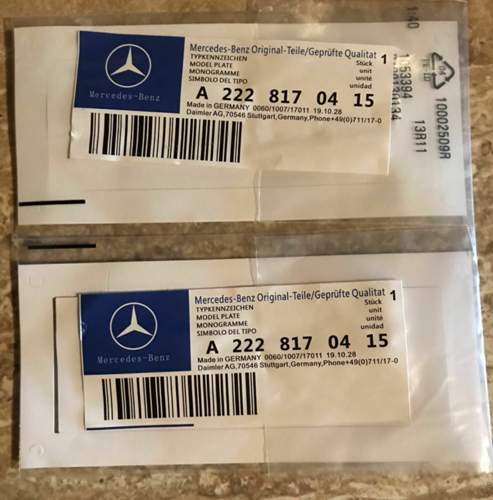 Mercedes-Benz Original-Teile/Geprüfte Qualitat 1
TYPKENNZEICHEN Stück
MODEL PLATE unit
MONOGRAMME unité
SIMBOLO DEL TIPO unidad
Mercedes-Benz
A 222 817 04 15
Made in GERMANY 0060/1007/17011 19.10.28
Daimler AG,70546 Stuttgart,Germany,Phone+49(0)711/17-0
10002509R
13R11
1053394
Mercedes-Benz Original-Teile/Geprüfte Qualitat 1
TYPKENNZEICHEN Stück
MODEL PLATE unit
MONOGRAMME unité
SIMBOLO DEL TIPO unidad
Mercedes-Benz
A 222 817 04 15
Made in GERMANY 0060/1007/17011 19.10.28
Daimler AG,70546 Stuttgart,Germany,Phone+49(0)711/17-0